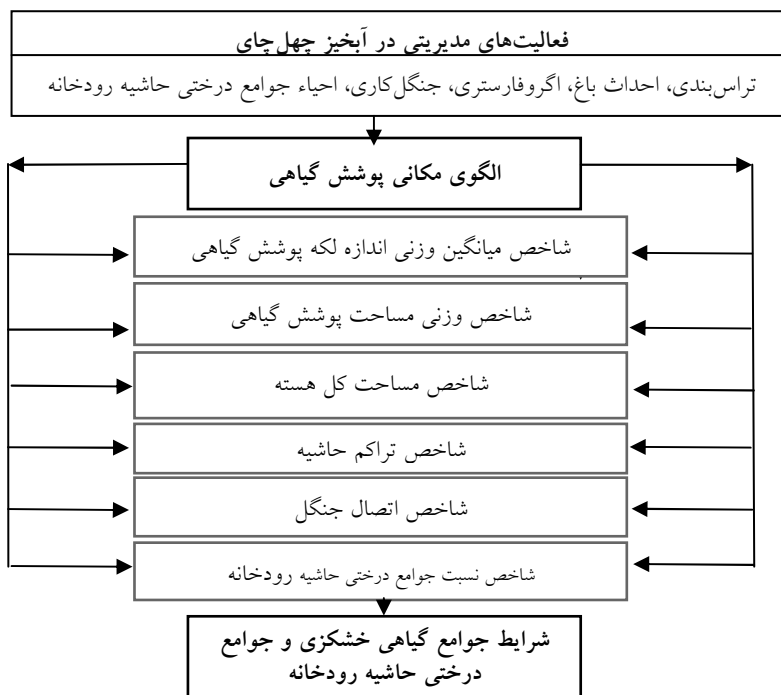 فعالیت‌های مدیریتی در آبخیز چهل‌چای
تراس‌بندی، احداث باغ، اگروفارستری، جنگل‌کاری، احیاء جوامع درختی حاشیه رودخانه
الگوی مکانی پوشش گیاهی
شاخص میانگین وزنی اندازه لکه پوشش گیاهی
شاخص وزنی مساحت پوشش گیاهی
شاخص مساحت کل هسته
شاخص تراکم حاشیه
شاخص اتصال جنگل
شاخص نسبت جوامع درختی حاشیه رودخانه
شرایط جوامع گیاهی خشکزی و جوامع
درختی حاشیه رودخانه